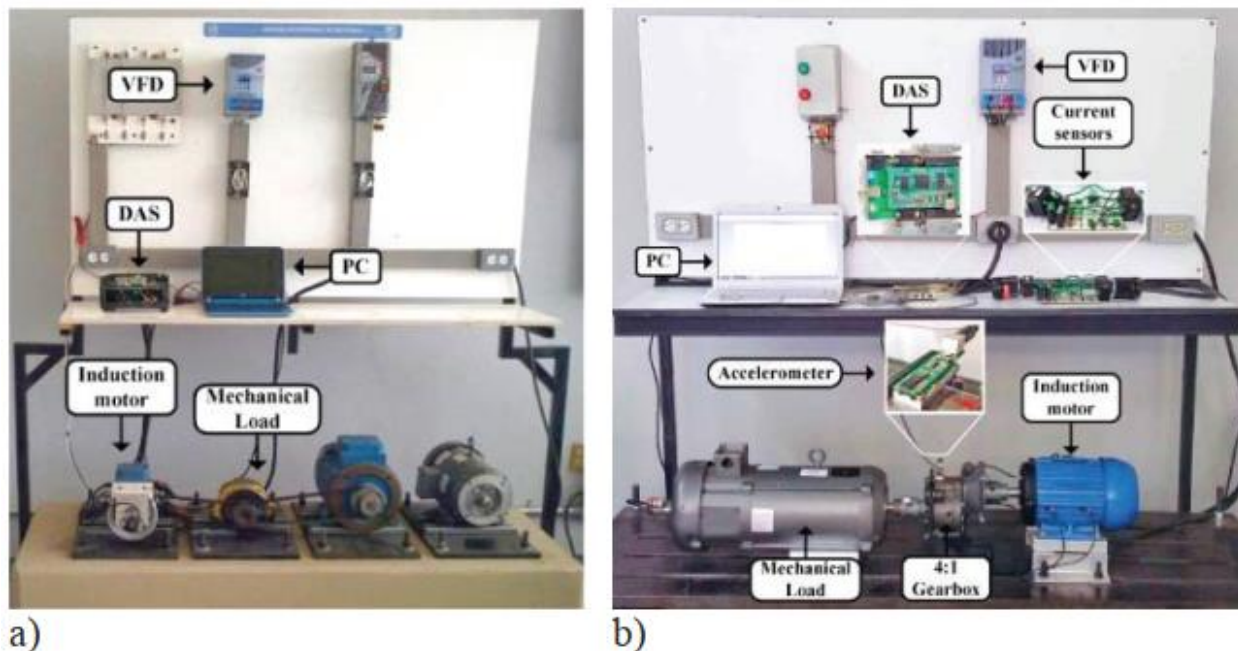 VFD
DAS
PC
Induction
motor
Mechanical
Load
a)
VFD
DAS
Current
sensors
PC
Accelerometer
Induction
motor
Mechanical
Load
4:1
Gearbox
b)